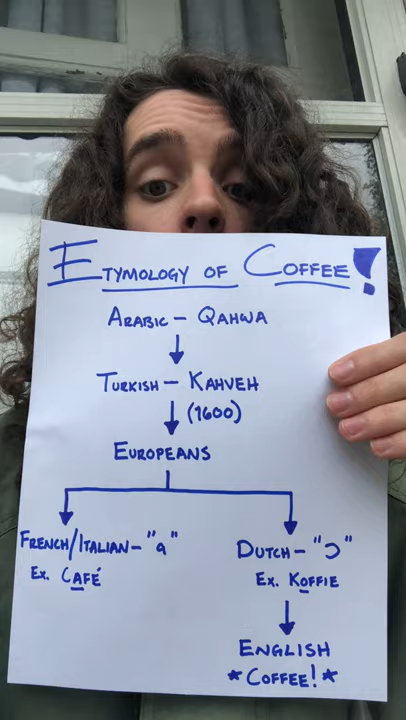 ETYMOLOGY OF COFFEE!
ARABIC – QAHWA
TURKISH – KAHVEH
(1600)
EUROPEANS
FRENCH/ITALIAN – "a"
Ex. CAFÉ
DUTCH – "Ɔ"
Ex. KOFFIE
ENGLISH
*COFFEE!*